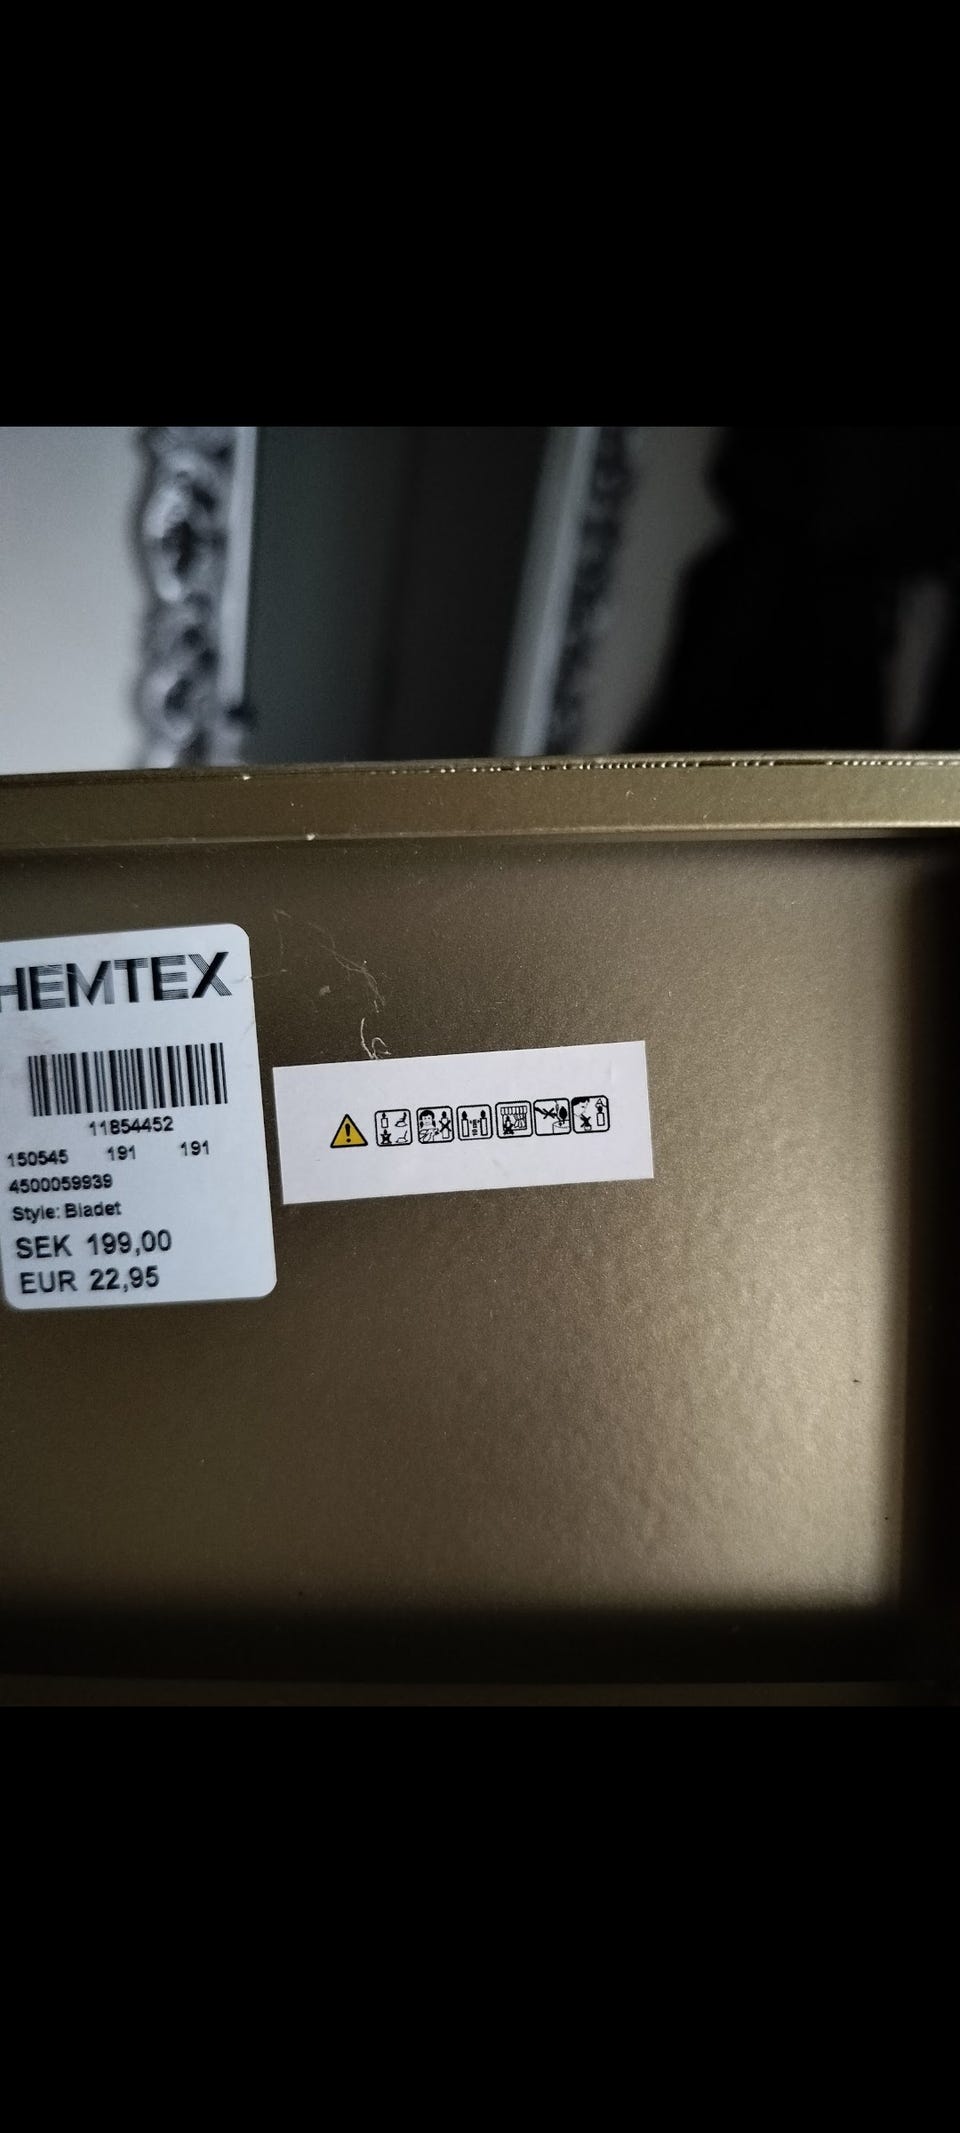 HEMTEX
11854452
150545 191 191
4500059939
Style: Bladet
SEK 199,00
EUR 22,95